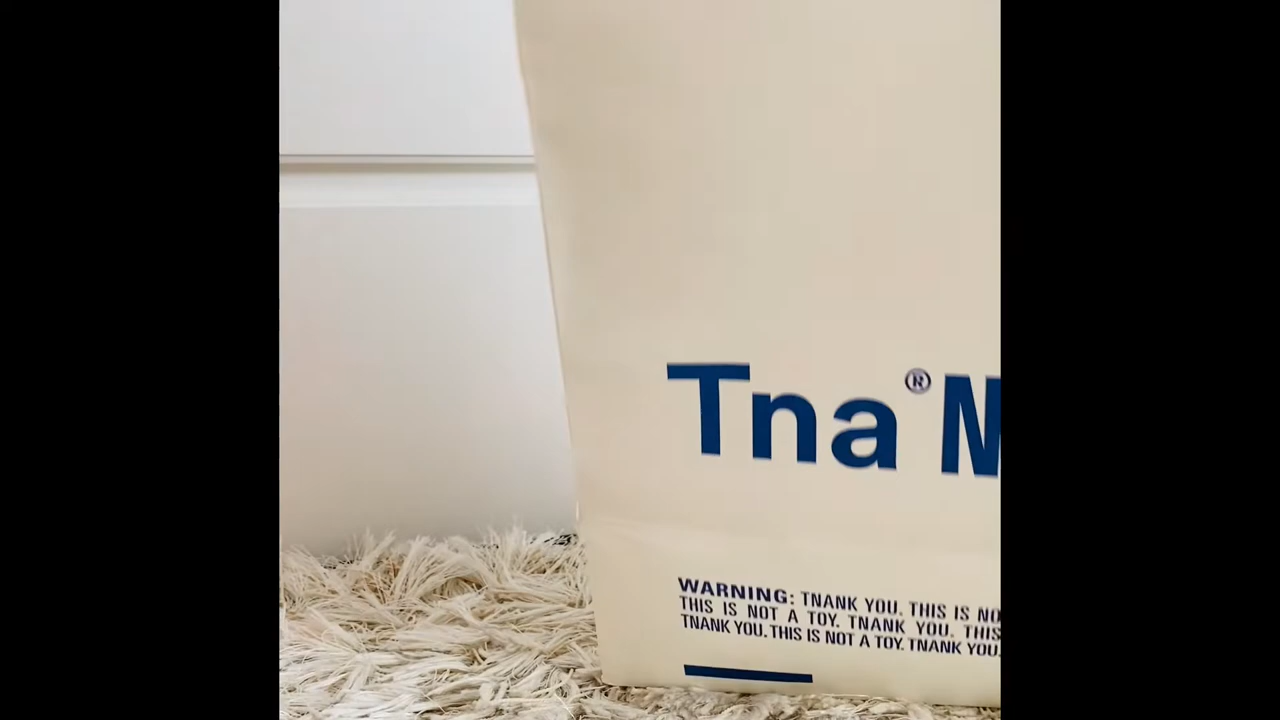 Tna® N
WARNING: TNANK YOU. THIS IS NO
THIS IS NOT A TOY. TNANK YOU. THIS
TNANK YOU. THIS IS NOT A TOY. TNANK YOU.